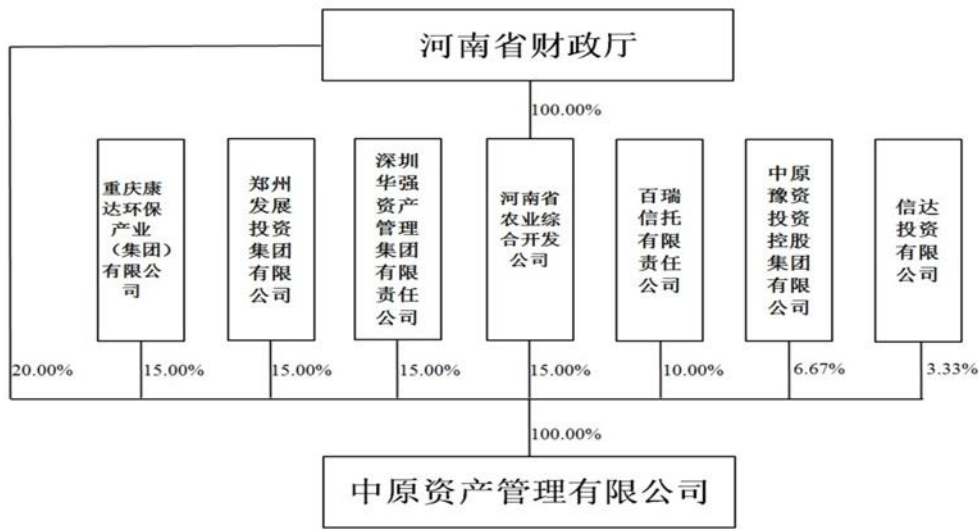 河南省财政厅
100.00%
重庆康
达环保
产业
（集团）
有限公
司
郑州
发展
投资
集团
有限
公司
深圳
华强
资产
管理
集团
有限
责任
公司
河南省
农业综
合开发
公司
百瑞
信托
有限
责任
公司
中原
豫资
投资
控股
集团
有限
公司
信达
投资
有限
公司
20.00%
15.00%
15.00%
15.00%
15.00%
10.00%
6.67%
3.33%
100.00%
中原资产管理有限公司